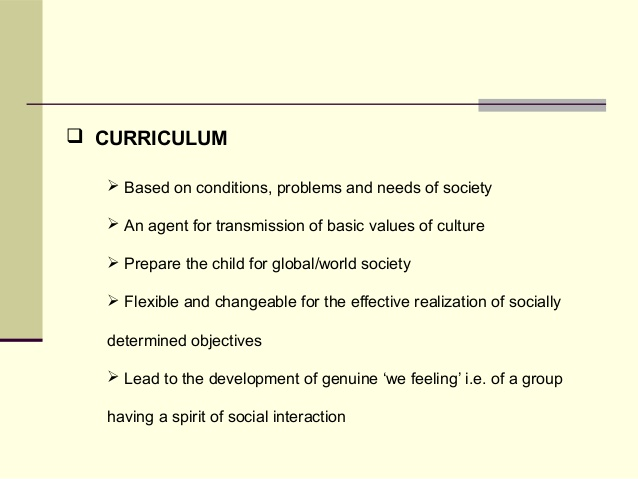 ❑ CURRICULUM
➢ Based on conditions, problems and needs of society
➢ An agent for transmission of basic values of culture
➢ Prepare the child for global/world society
➢ Flexible and changeable for the effective realization of socially
determined objectives
➢ Lead to the development of genuine ‘we feeling’ i.e. of a group
having a spirit of social interaction